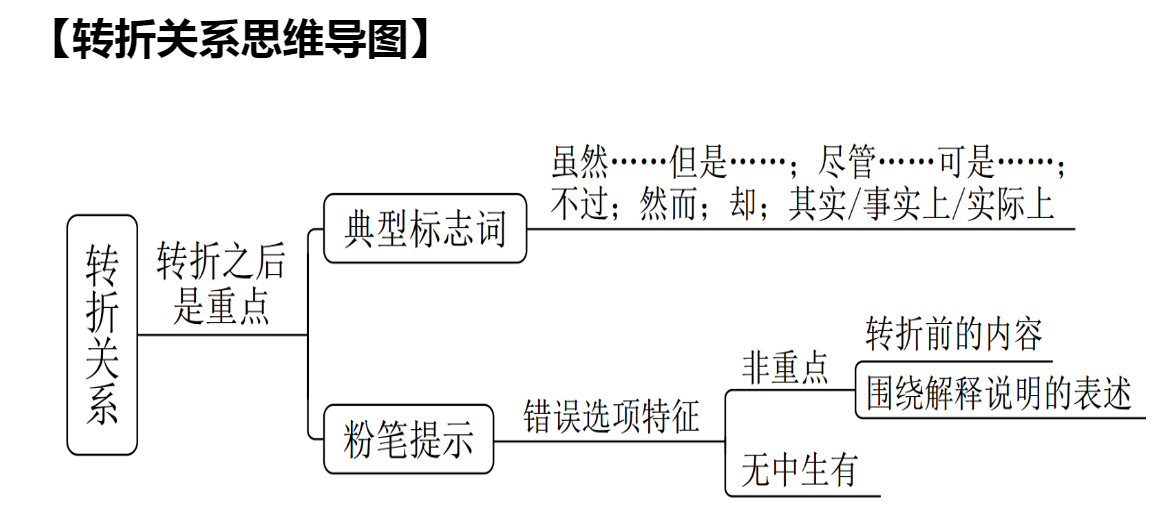 【转折关系思维导图】
转折关系
转折之后
是重点
典型标志词
虽然……但是……；尽管……可是……；
不过；然而；却；其实/事实上/实际上
粉笔提示
错误选项特征
非重点
转折前的内容
围绕解释说明的表述
无中生有